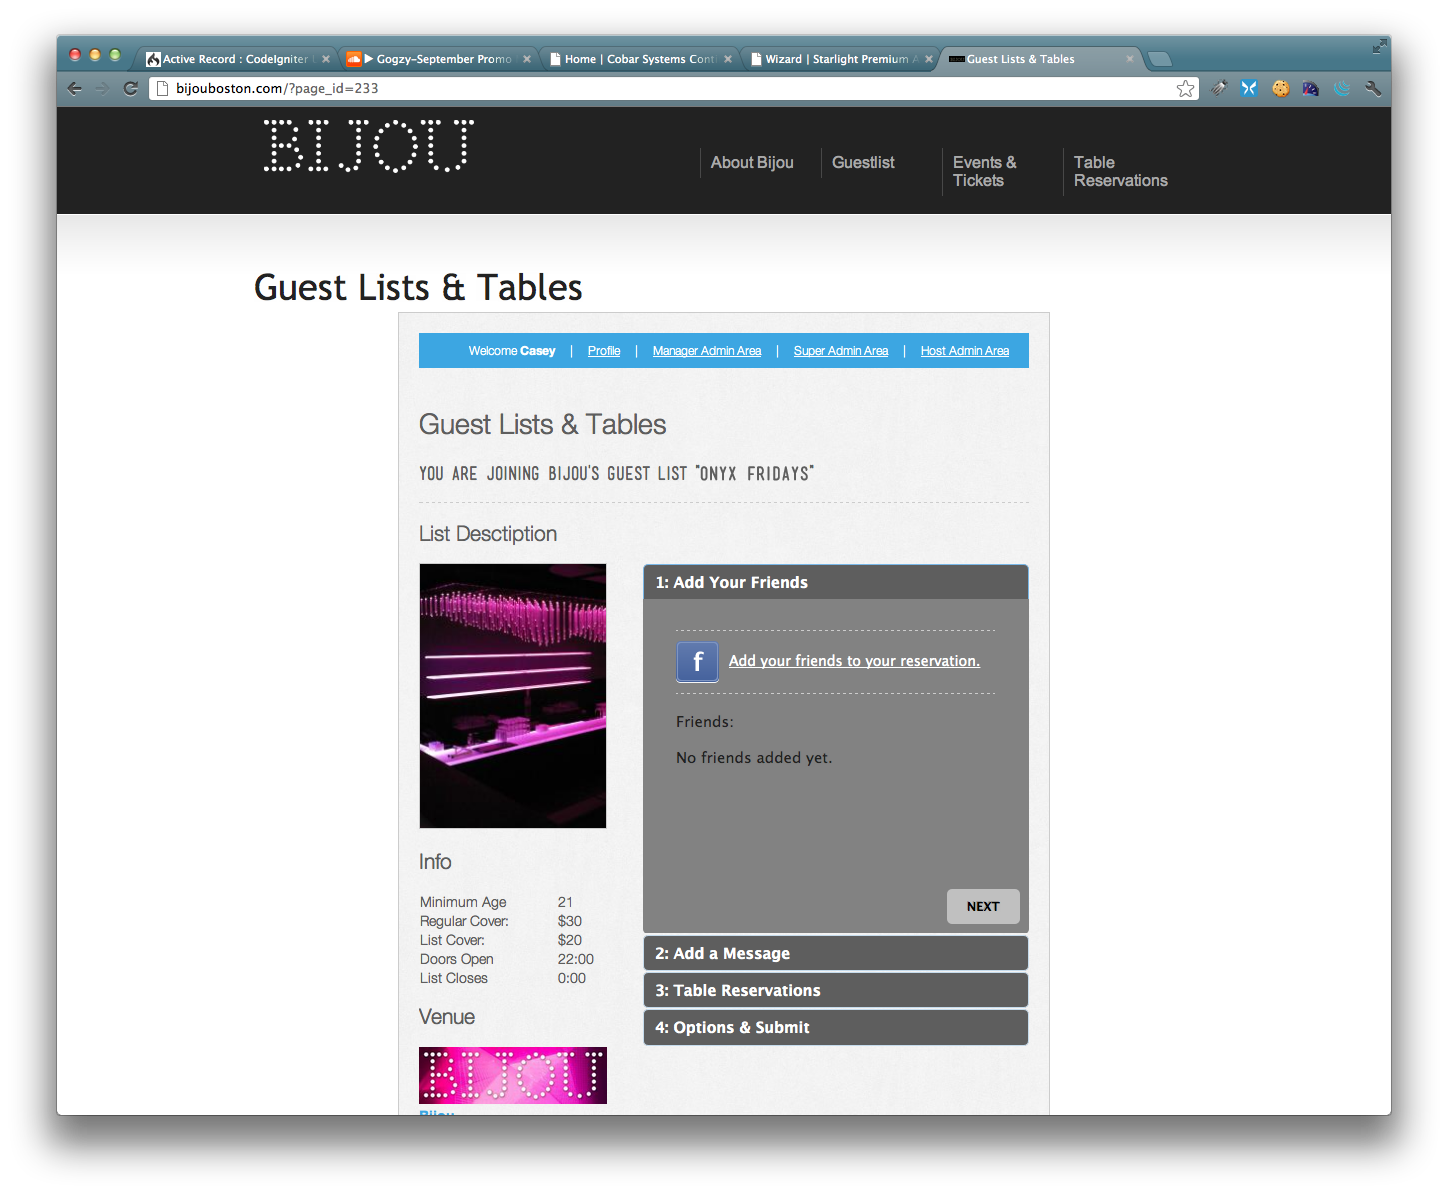 Active Record : CodeIgniter
Gogzy-September Promo
Home | Cobar Systems Cont
Wizard | Starlight Premium A
Guest Lists & Tables
bijouboston.com/?page_id=233
BIJOU
About Bijou
Guestlist
Events &
Tickets
Table
Reservations
Guest Lists & Tables
Welcome Casey | Profile | Manager Admin Area | Super Admin Area | Host Admin Area
Guest Lists & Tables
YOU ARE JOINING BIJOU'S GUEST LIST "ONYX FRIDAYS"
List Desctiption
1: Add Your Friends
f Add your friends to your reservation.
Friends:
No friends added yet.
NEXT
2: Add a Message
3: Table Reservations
4: Options & Submit
Info
Minimum Age 21
Regular Cover: $30
List Cover: $20
Doors Open 22:00
List Closes 0:00
Venue
BIJOU
Bijou